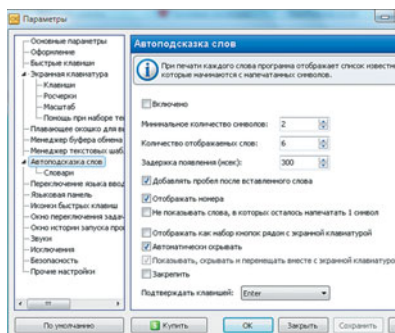 Параметры
Основные параметры
Оформление
Быстрые клавиши
Экранная клавиатура
Клавиши
Росчерки
Масштаб
Помощь при наборе те
Плавающее окошко для в
Менеджер буфера обмена
Менеджер текстовых шаб
Автоподсказка слов
Словари
Переключение языка ввод
Языковая панель
Иконки быстрых клавиш
Окно переключения задач
Окно истории запуска про
Звуки
Исключения
Безопасность
Прочие настройки
Автоподсказка слов
При печати каждого слова программа отображает список известн
которые начинаются с напечатанных символов.
Включено
Минимальное количество символов: 2
Количество отображаемых слов: 6
Задержка появления (мсек): 300
Добавлять пробел после вставленного слова
Отображать номера
Не показывать слова, в которых осталось напечатать 1 символ
Отображать как набор кнопок рядом с экранной клавиатурой
Автоматически скрывать
Показывать, скрывать и перемещать вместе с экранной клавиатуро
Закрепить
Подтверждать клавишей: Enter
По умолчанию
Купить
OK
Закрыть
Сохранить